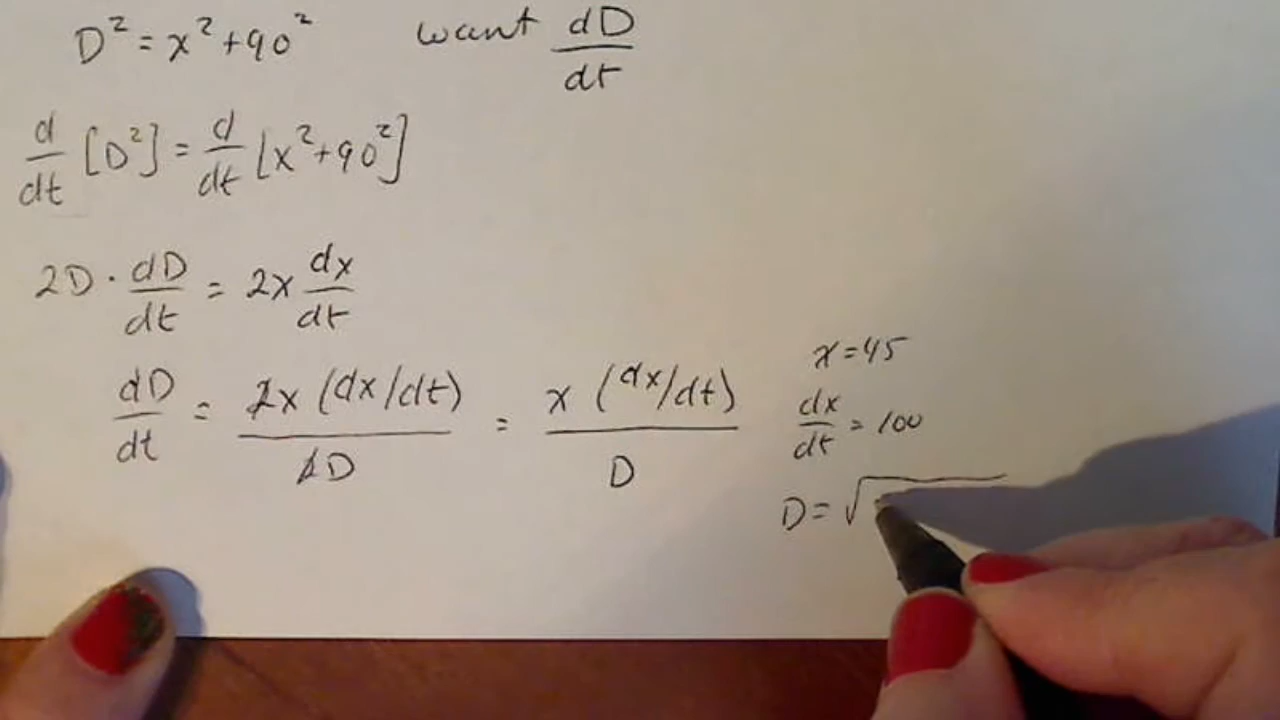 D² = x² + 90² want dD/dt
d/dt [D²] = d/dt [x² + 90²]
2D · dD/dt = 2x dx/dt
dD/dt = 2x (dx/dt) / 2D = x (dx/dt) / D
x = 45
dx/dt = 100
D = √